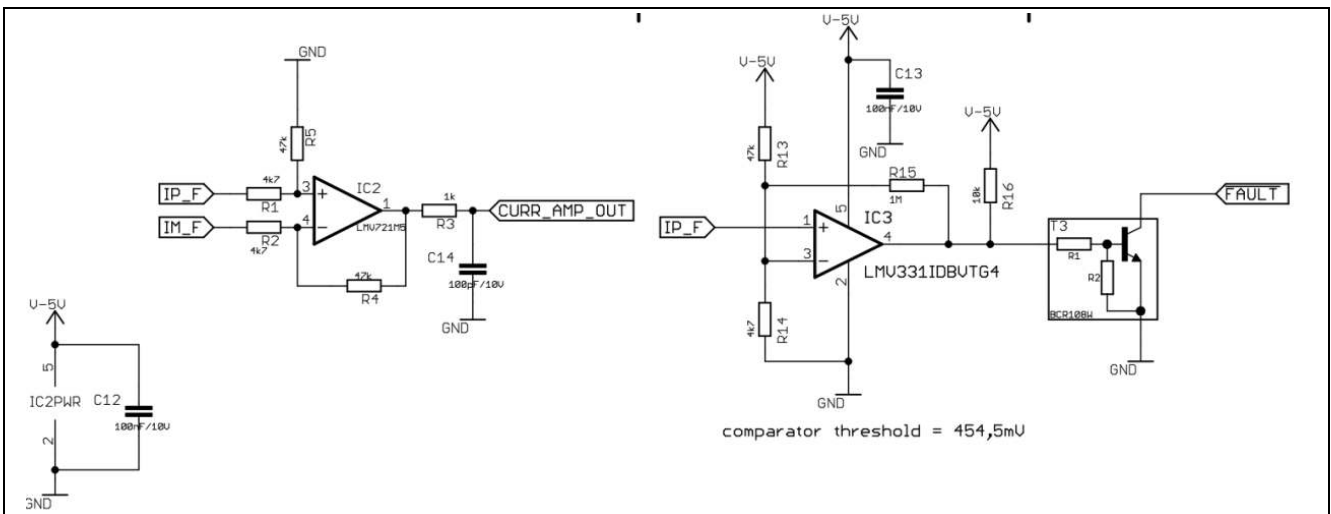 GND
47k
R5
IP_F
4k7
R1
3
IC2
1
LMV721M5
1k
R3
CURR_AMP_OUT
IM_F
4
R2
4k7
47k
R4
C14
100pF/10V
GND
V-5V
5
IC2PWR
2
C12
100nF/10V
GND
V-5V
V-5V
C13
100nF/10V
GND
47k
R13
V-5V
R15
1M
10k
R16
IP_F
1
5
IC3
3
4
2
LMV331IDBVTG4
4k7
R14
GND
T3
R1
R2
BCR108W
FAULT
GND
comparator threshold = 454,5mV